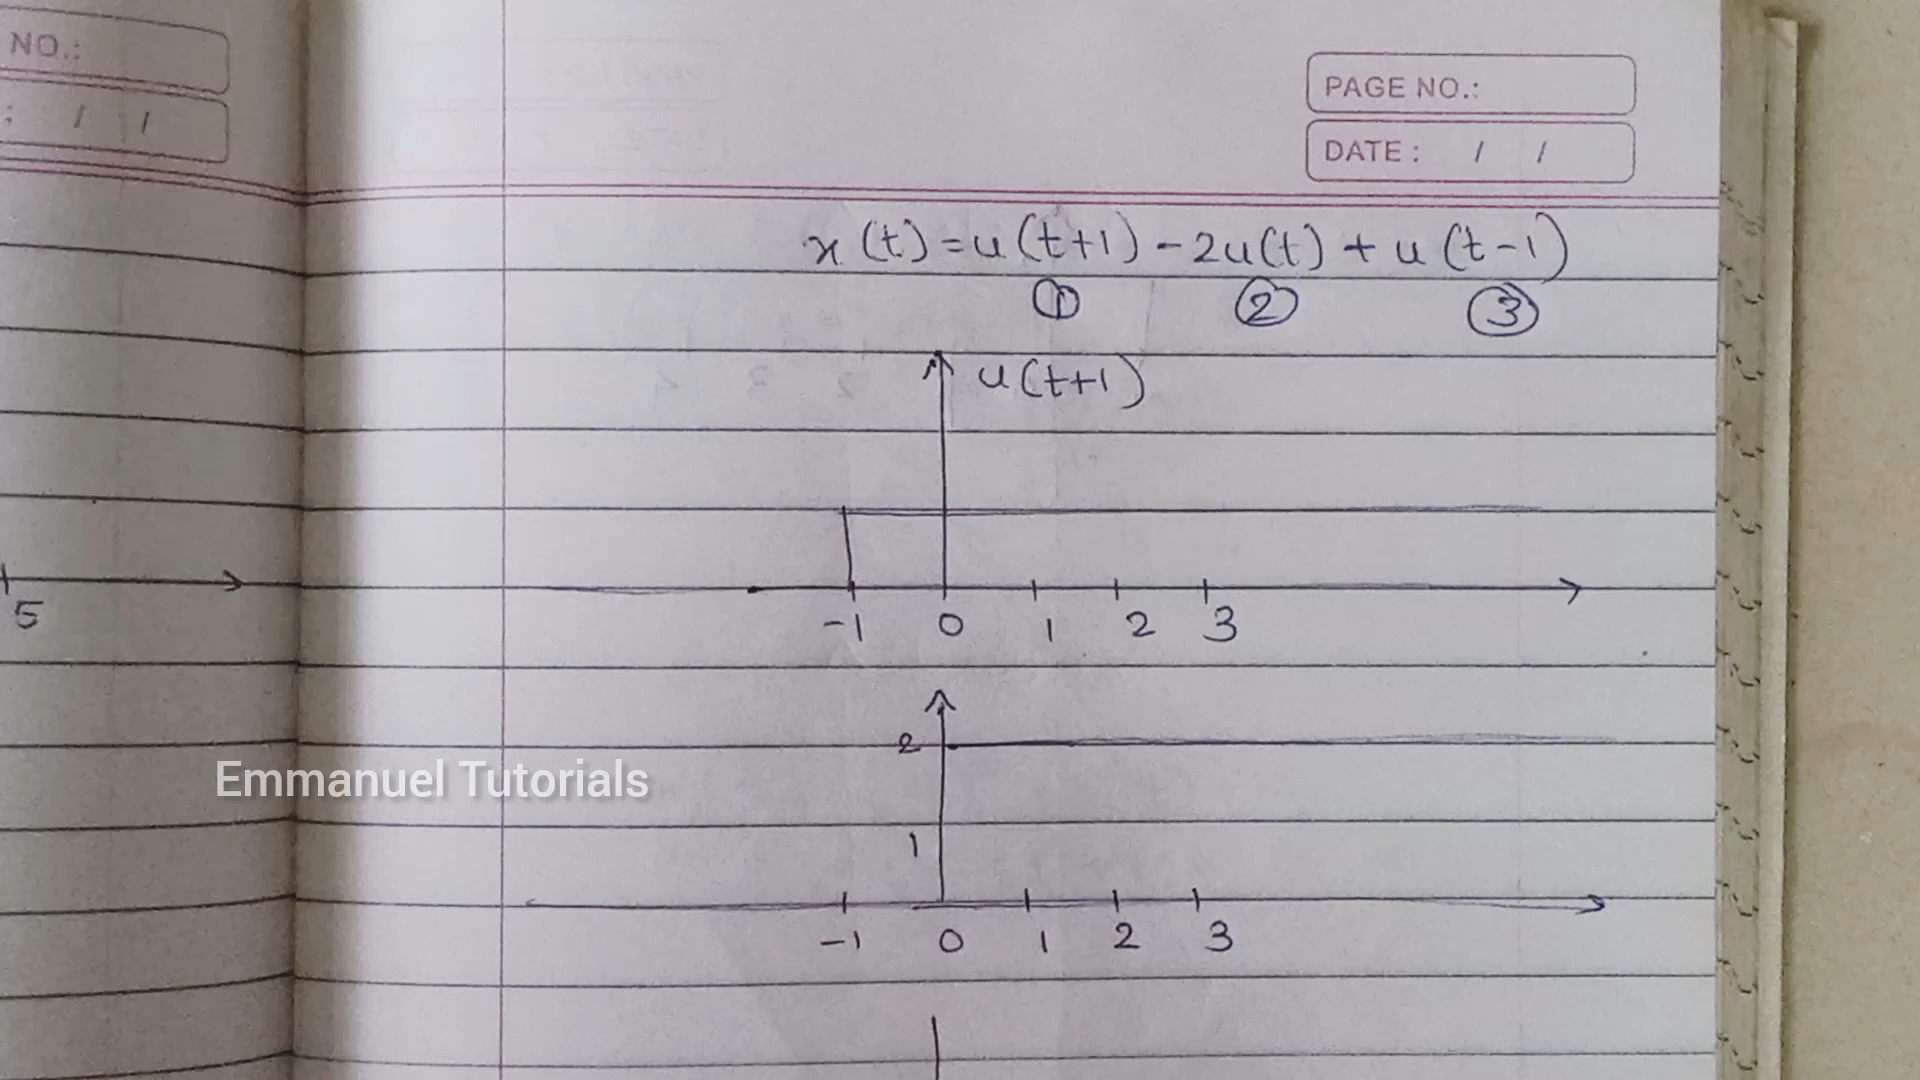 NO.:
: / /
5
PAGE NO.:
DATE : / /
x(t)=u(t+1)-2u(t)+u(t-1)
① ② ③
u(t+1)
-1 0 1 2 3
2
Emmanuel Tutorials
1
-1 0 1 2 3